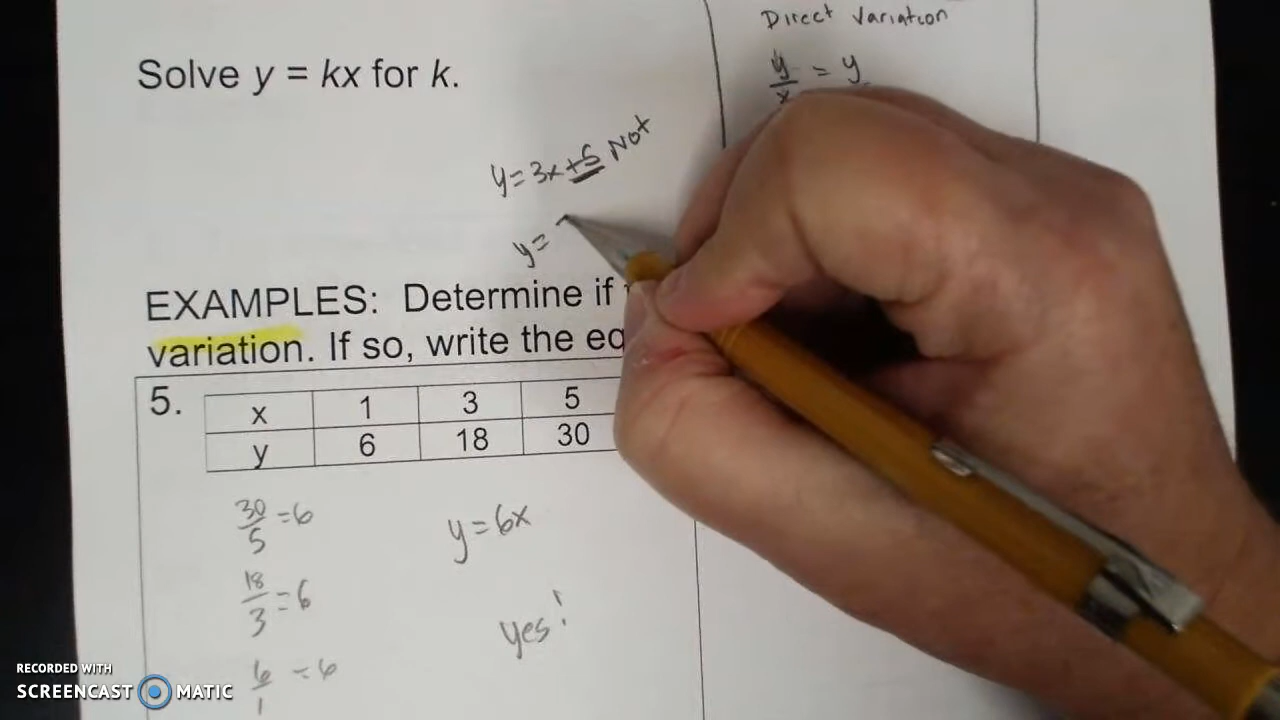 Direct Variation
Solve y = kx for k.
y/x = y
y=3x+5 Not
y=
EXAMPLES: Determine if
variation. If so, write the eq
5.
x 1 3 5
y 6 18 30
30/5 =6
y=6x
18/3 =6
yes!
6/1 =6
RECORDED WITH
SCREENCAST MATIC